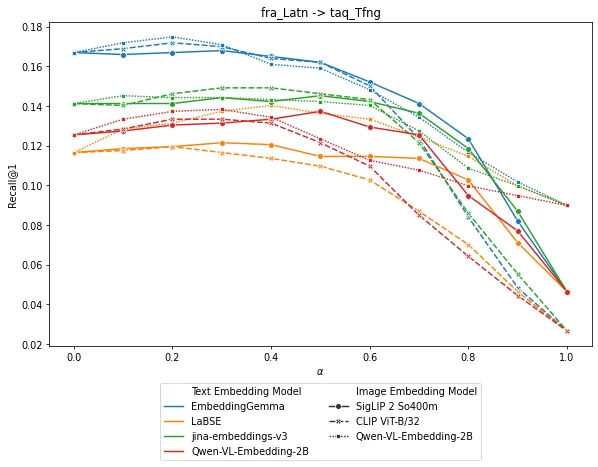 fra_Latn -> taq_Tfng
0.18
0.16
0.14
0.12
0.10
0.08
0.06
0.04
0.02
Recall@1
0.0 0.2 0.4 0.6 0.8 1.0
α
Text Embedding Model Image Embedding Model
EmbeddingGemma SigLIP 2 So400m
LaBSE CLIP ViT-B/32
jina-embeddings-v3 Qwen-VL-Embedding-2B
Qwen-VL-Embedding-2B